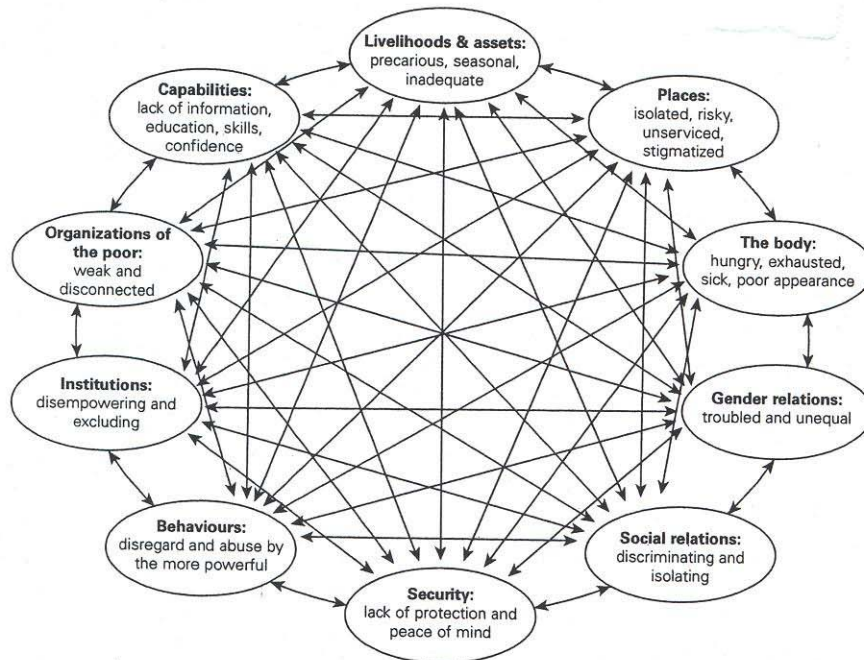 Livelihoods & assets:
precarious, seasonal,
inadequate
Places:
isolated, risky,
unserviced,
stigmatized
The body:
hungry, exhausted,
sick, poor appearance
Gender relations:
troubled and unequal
Social relations:
discriminating and
isolating
Security:
lack of protection and
peace of mind
Behaviours:
disregard and abuse by
the more powerful
Institutions:
disempowering and
excluding
Organizations of
the poor:
weak and
disconnected
Capabilities:
lack of information,
education, skills,
confidence